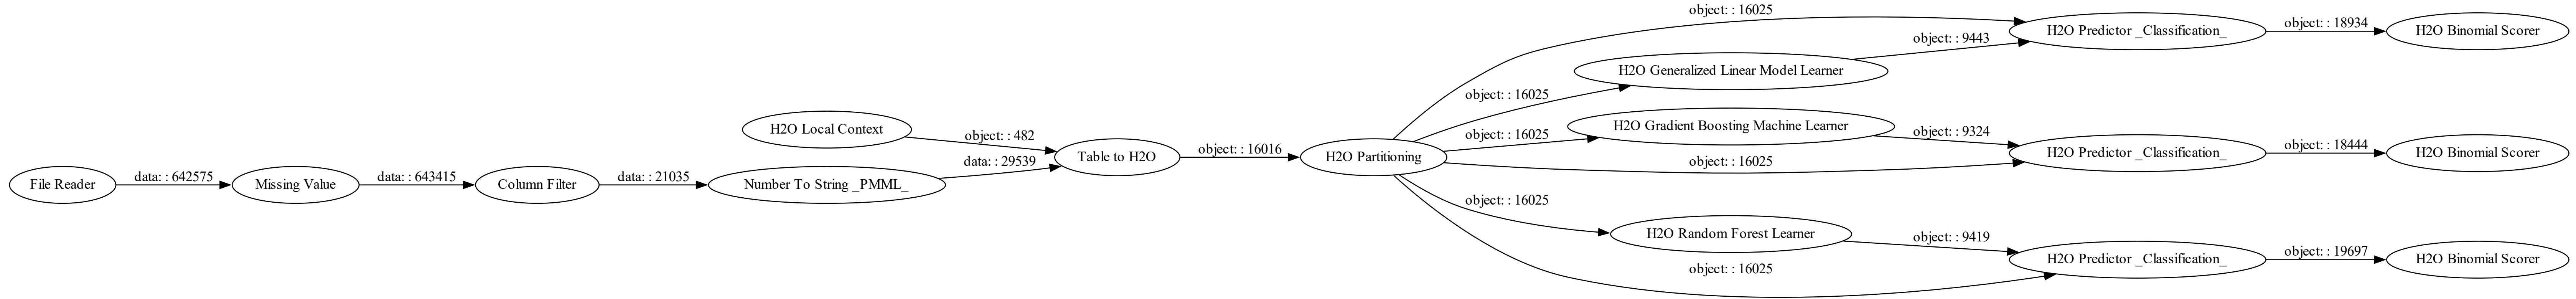 File Reader
data: : 642575
Missing Value
data: : 643415
Column Filter
data: : 21035
Number To String _PMML_
data: : 29539
H2O Local Context
object: : 482
Table to H2O
object: : 16016
H2O Partitioning
object: : 16025
object: : 16025
H2O Generalized Linear Model Learner
object: : 9443
H2O Predictor _Classification_
object: : 18934
H2O Binomial Scorer
object: : 16025
H2O Gradient Boosting Machine Learner
object: : 9324
object: : 16025
H2O Predictor _Classification_
object: : 18444
H2O Binomial Scorer
object: : 16025
H2O Random Forest Learner
object: : 9419
object: : 16025
H2O Predictor _Classification_
object: : 19697
H2O Binomial Scorer